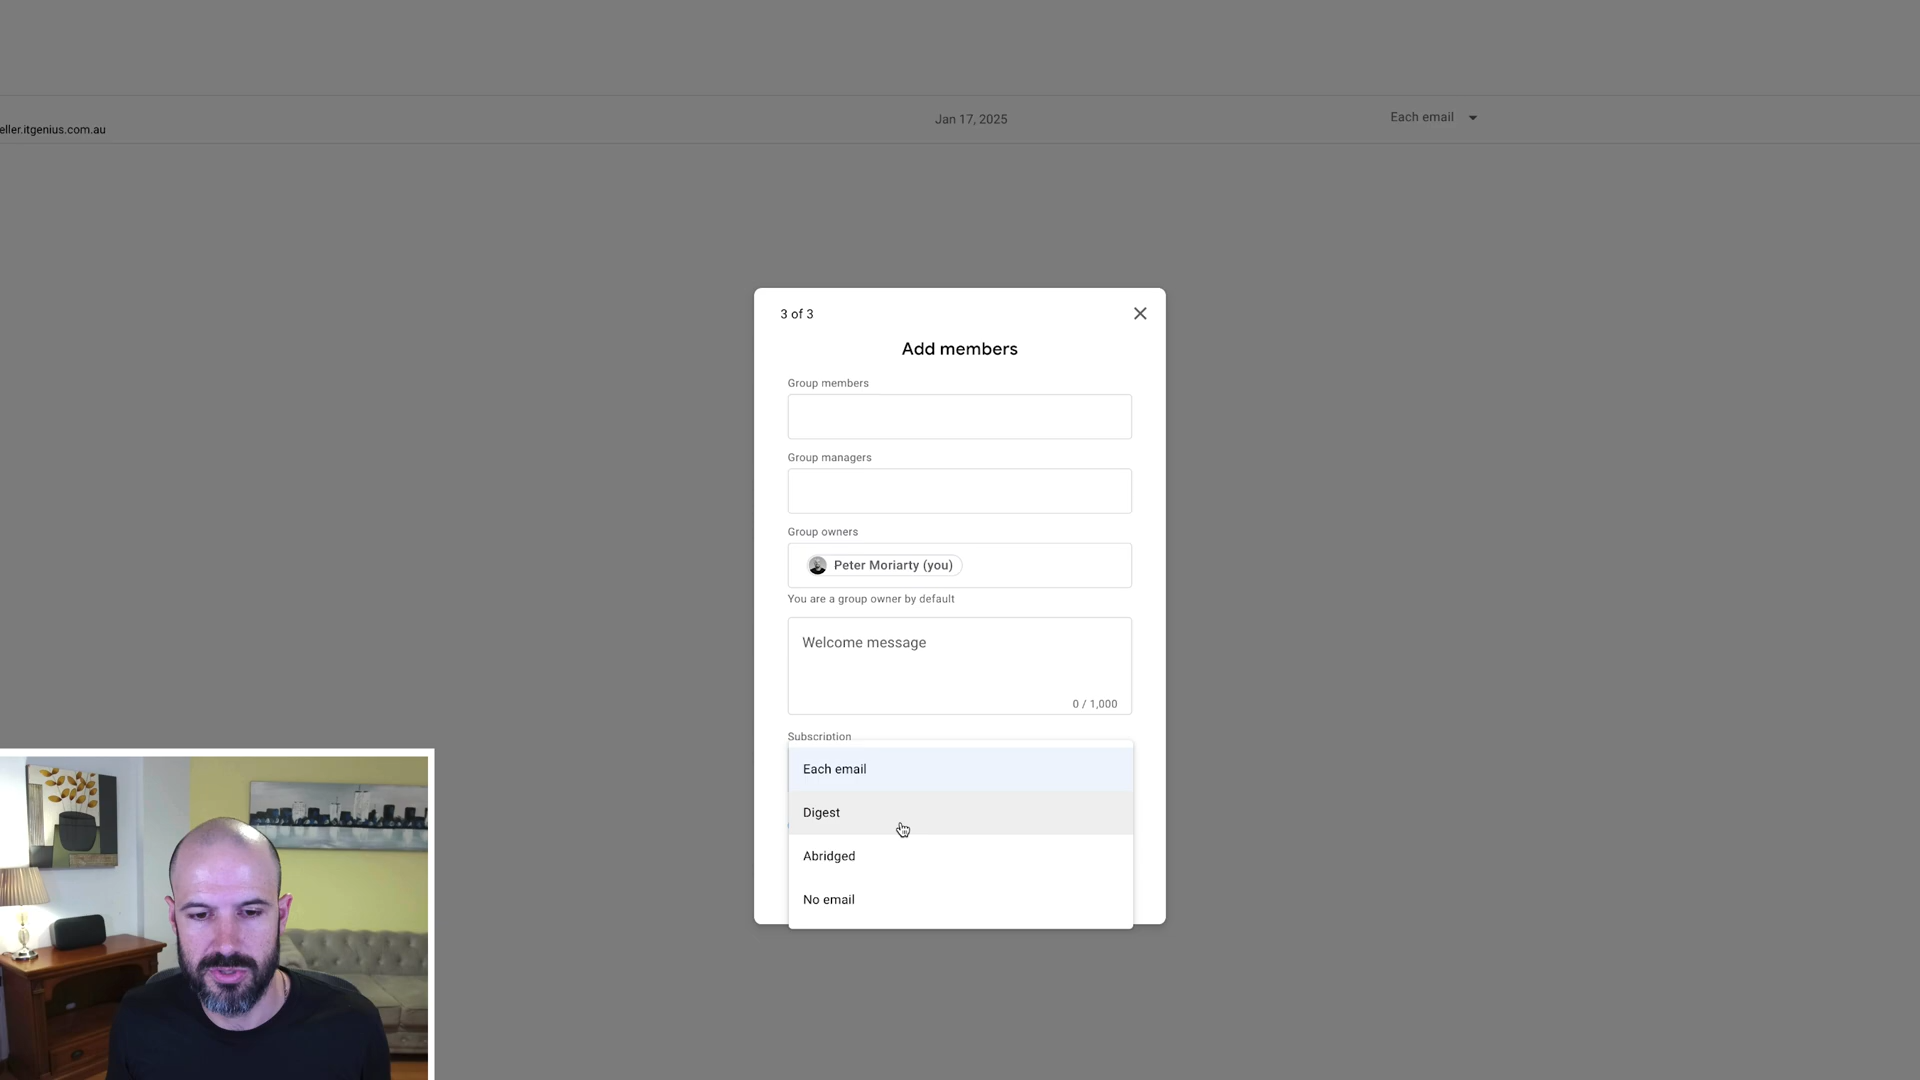 Jan 17, 2025
Each email
eller.itgenius.com.au
3 of 3
Add members
Group members
Group managers
Group owners
Peter Moriarty (you)
You are a group owner by default
Welcome message
0 / 1,000
Subscription
Each email
Digest
Abridged
No email